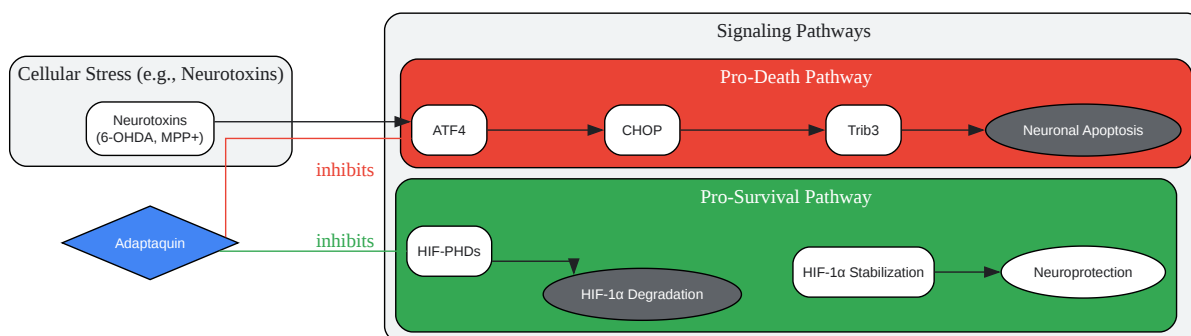 Signaling Pathways
Cellular Stress (e.g., Neurotoxins)
Neurotoxins
(6-OHDA, MPP+)
Pro-Death Pathway
ATF4
CHOP
Trib3
Neuronal Apoptosis
inhibits
Adaptaquin
inhibits
Pro-Survival Pathway
HIF-PHDs
HIF-1α Degradation
HIF-1α Stabilization
Neuroprotection